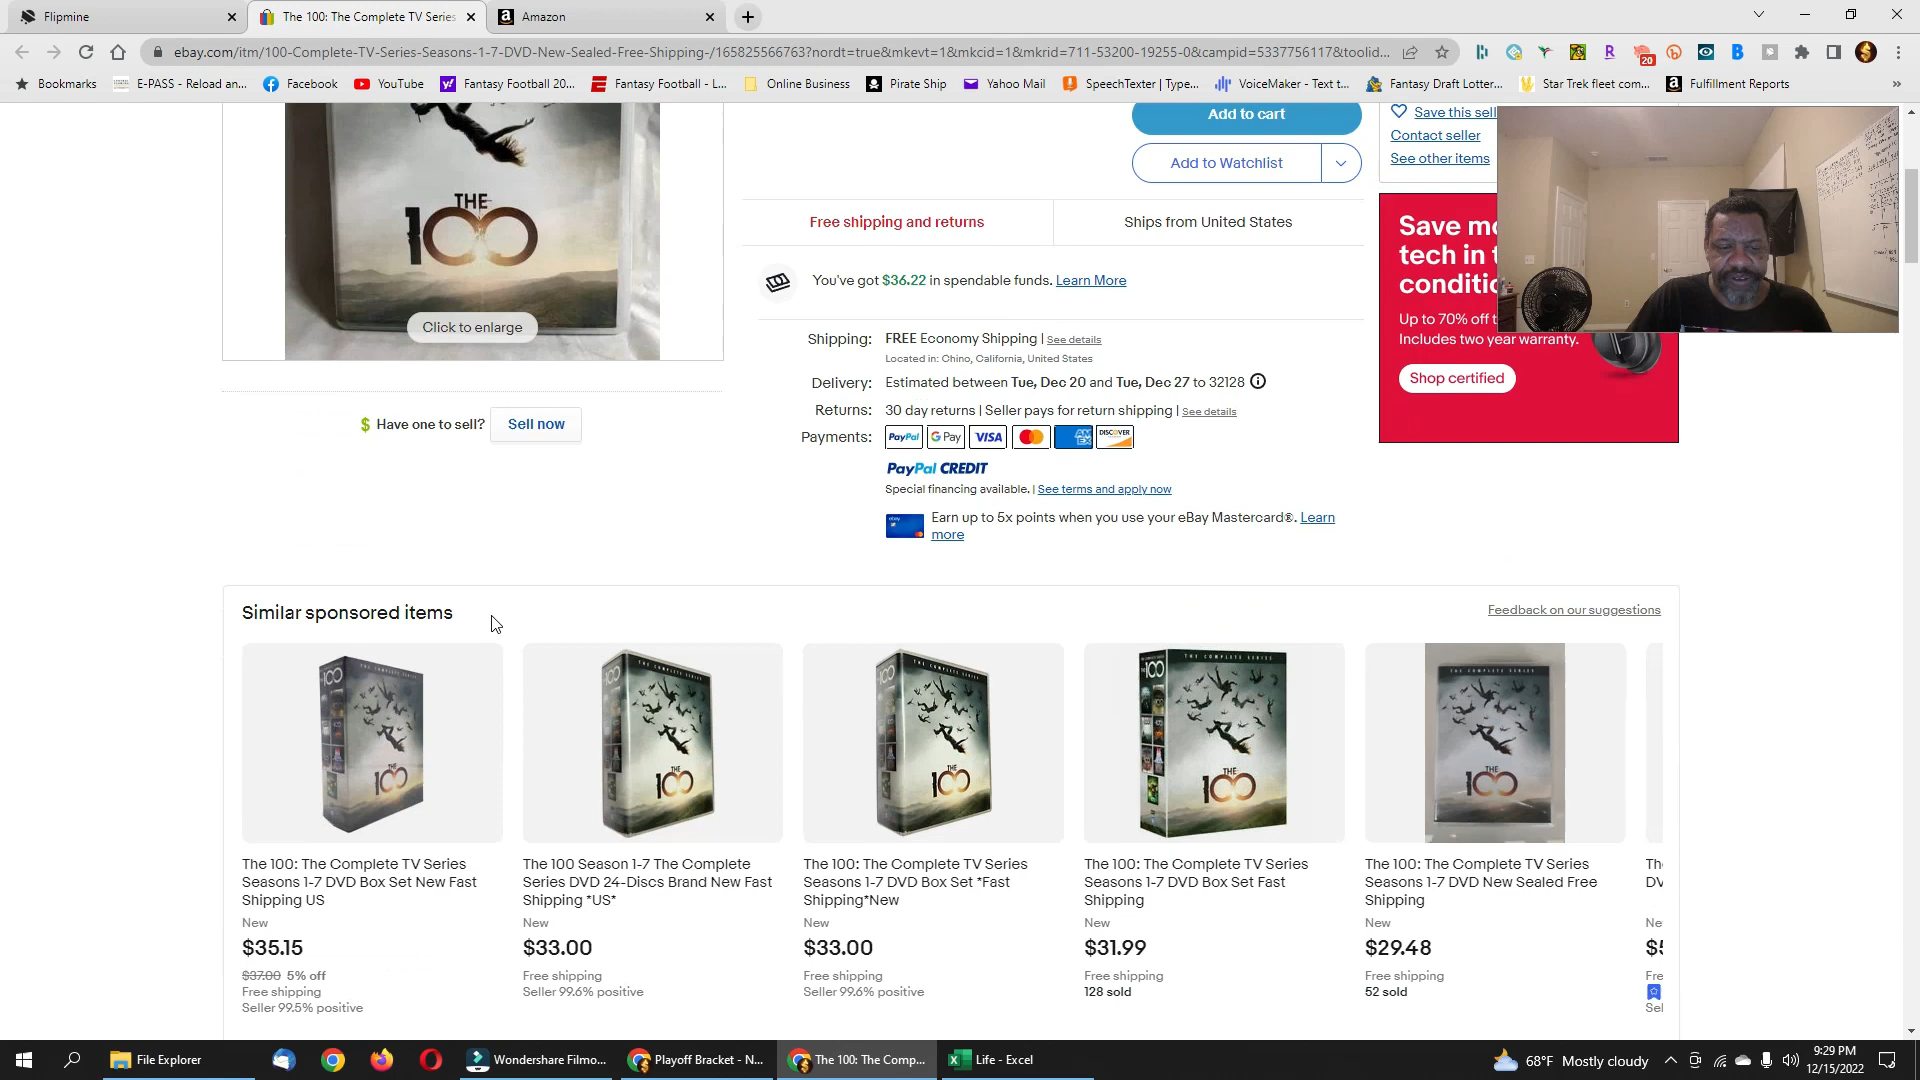 Flipmine
The 100: The Complete TV Series
Amazon
ebay.com/itm/100-Complete-TV-Series-Seasons-1-7-DVD-New-Sealed-Free-Shipping-/165825566763?nordt=true&mkevt=1&mkcid=1&mkrid=711-53200-19255-0&campid=5337756117&toolid...
20
Bookmarks
E-PASS - Reload an...
Facebook
YouTube
Fantasy Football 20...
Fantasy Football - L...
Online Business
Pirate Ship
Yahoo Mail
SpeechTexter | Type...
VoiceMaker - Text t...
Fantasy Draft Lotter...
Star Trek fleet com...
Fulfillment Reports
THE
100
Click to enlarge
Have one to sell?
Sell now
Add to cart
Add to Watchlist
Free shipping and returns
Ships from United States
You've got $36.22 in spendable funds. Learn More
Shipping: FREE Economy Shipping | See details
Located in: Chino, California, United States
Delivery: Estimated between Tue, Dec 20 and Tue, Dec 27 to 32128
Returns: 30 day returns | Seller pays for return shipping | See details
Payments: PayPal G Pay VISA DISCOVER
PayPal CREDIT
Special financing available. | See terms and apply now
Earn up to 5x points when you use your eBay Mastercard®. Learn
more
Save this sell
Contact seller
See other items
Save mo
tech in t
conditio
Up to 70% off t
Includes two year warranty.
Shop certified
Similar sponsored items
Feedback on our suggestions
The 100: The Complete TV Series
Seasons 1-7 DVD Box Set New Fast
Shipping US
New
$35.15
$37.00 5% off
Free shipping
Seller 99.5% positive
The 100 Season 1-7 The Complete
Series DVD 24-Discs Brand New Fast
Shipping *US*
New
$33.00
Free shipping
Seller 99.6% positive
The 100: The Complete TV Series
Seasons 1-7 DVD Box Set *Fast
Shipping*New
New
$33.00
Free shipping
Seller 99.6% positive
The 100: The Complete TV Series
Seasons 1-7 DVD Box Set Fast
Shipping
New
$31.99
Free shipping
128 sold
The 100: The Complete TV Series
Seasons 1-7 DVD New Sealed Free
Shipping
New
$29.48
Free shipping
52 sold
Th
DV
Ne
Fre
Sel
File Explorer
Wondershare Filmo...
Playoff Bracket - N...
The 100: The Comp...
Life - Excel
68°F Mostly cloudy
9:29 PM
12/15/2022